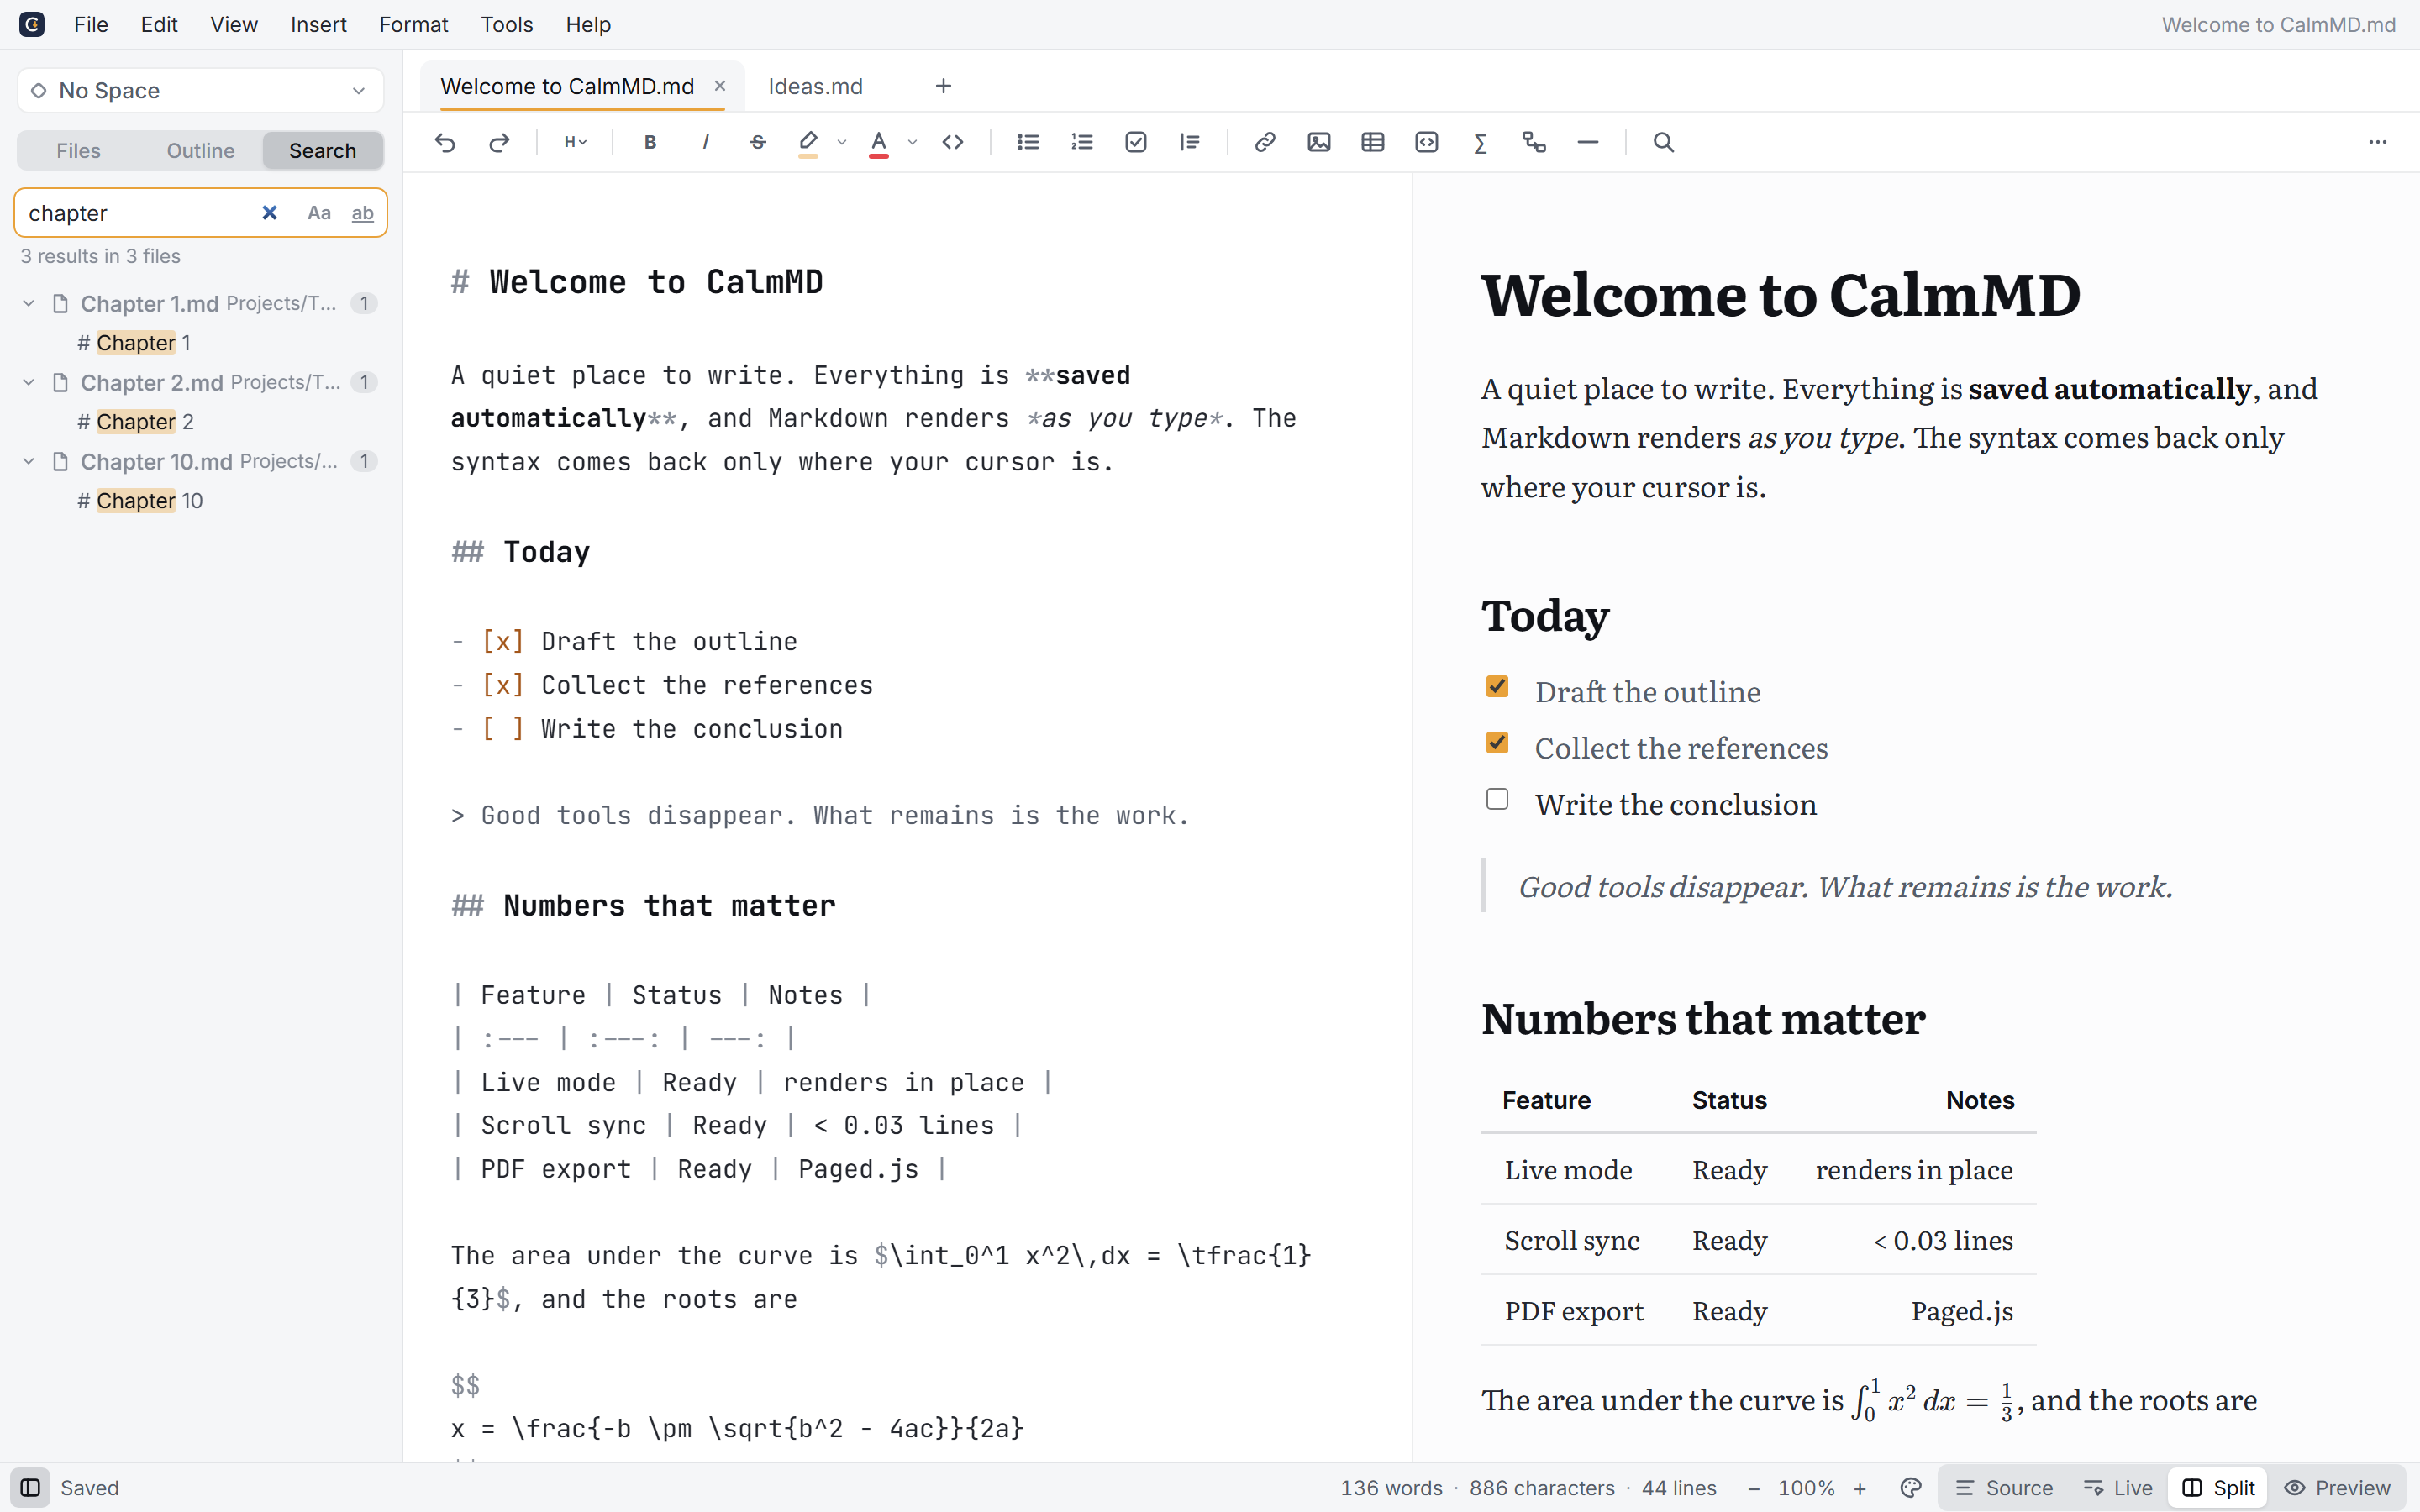 File Edit View Insert Format Tools Help Welcome to CalmMD.md
No Space
Files Outline Search
chapter Aa ab
3 results in 3 files
Chapter 1.md Projects/T... 1
# Chapter 1
Chapter 2.md Projects/T... 1
# Chapter 2
Chapter 10.md Projects/... 1
# Chapter 10
Welcome to CalmMD.md Ideas.md
H B I S A
# Welcome to CalmMD
A quiet place to write. Everything is **saved
automatically**, and Markdown renders *as you type*. The
syntax comes back only where your cursor is.
## Today
- [x] Draft the outline
- [x] Collect the references
- [ ] Write the conclusion
> Good tools disappear. What remains is the work.
## Numbers that matter
| Feature | Status | Notes |
| :--- | :---: | ---: |
| Live mode | Ready | renders in place |
| Scroll sync | Ready | < 0.03 lines |
| PDF export | Ready | Paged.js |
The area under the curve is $\int_0^1 x^2\,dx = \tfrac{1}
{3}$, and the roots are
$$
x = \frac{-b \pm \sqrt{b^2 - 4ac}}{2a}
Welcome to CalmMD
A quiet place to write. Everything is saved automatically, and
Markdown renders as you type. The syntax comes back only
where your cursor is.
Today
Draft the outline
Collect the references
Write the conclusion
Good tools disappear. What remains is the work.
Numbers that matter
Feature Status Notes
Live mode Ready renders in place
Scroll sync Ready < 0.03 lines
PDF export Ready Paged.js
The area under the curve is ∫₀¹ x² dx = 1/3, and the roots are
Saved 136 words · 886 characters · 44 lines − 100% + Source Live Split Preview